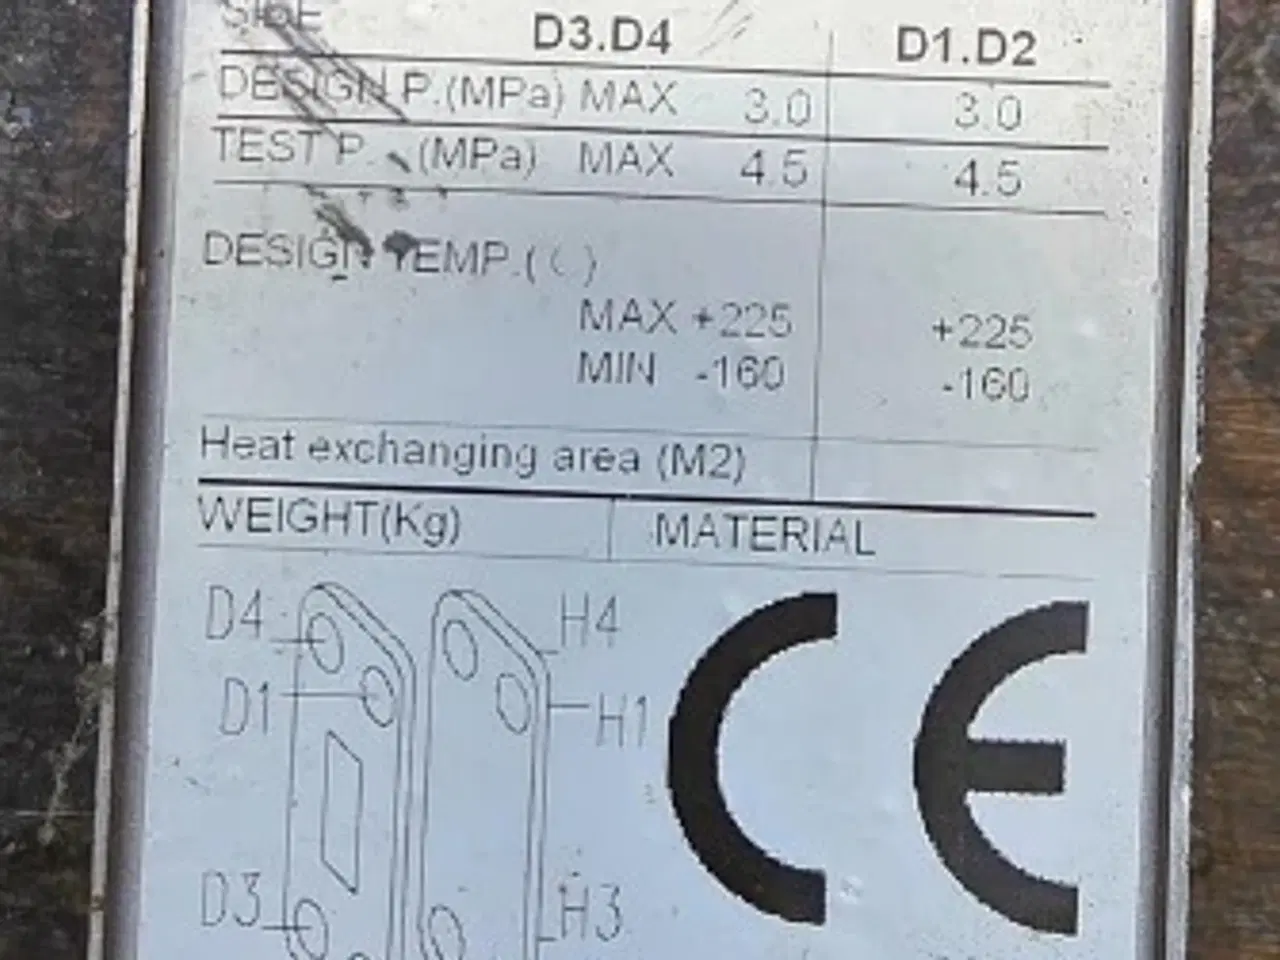 SIDE D3.D4 D1.D2
DESIGN P.(MPa) MAX 3.0 3.0
TEST P. (MPa) MAX 4.5 4.5
DESIGN TEMP.( )
MAX +225 +225
MIN -160 -160
Heat exchanging area (M2)
WEIGHT(Kg) MATERIAL
D4 H4
D1 H1
D3 H3
CE